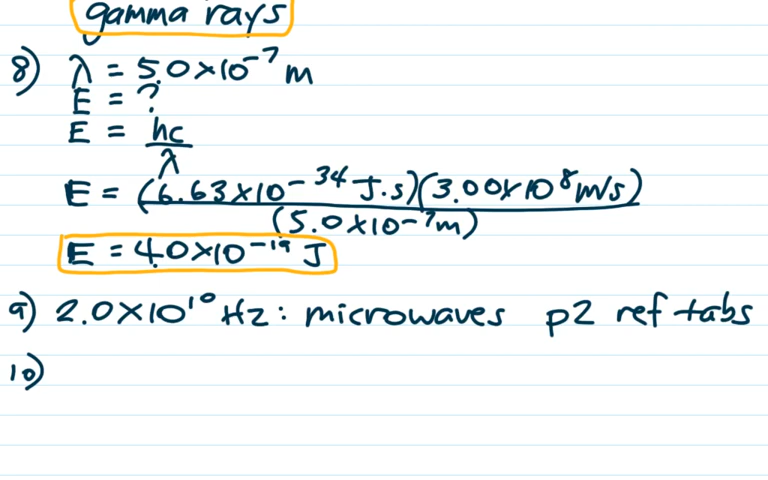 gamma rays
8) λ = 5.0×10⁻⁷ m
E = ?
E = hc/λ
E = (6.63×10⁻³⁴ J·s)(3.00×10⁸ m/s)/(5.0×10⁻⁷ m)
E = 4.0×10⁻¹⁹ J
9) 2.0×10¹⁰ Hz: microwaves p2 ref tabs
10)